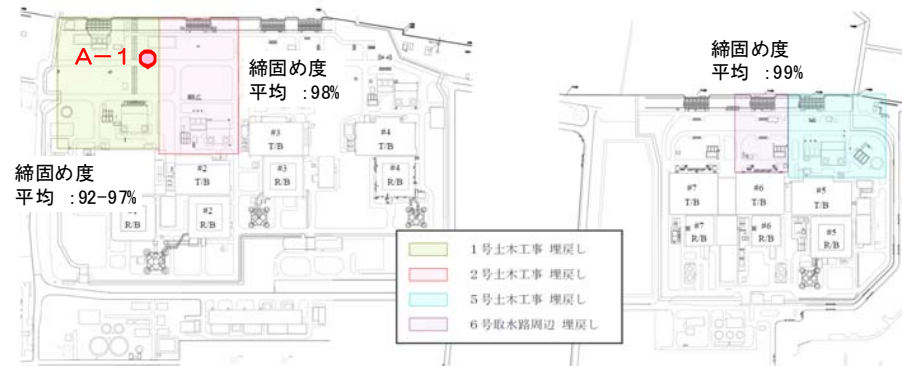 A-1
締固め度
平均 :98%
締固め度
平均 :92-97%
#3
T/B
#4
T/B
#2
T/B
#3
R/B
#4
R/B
R/B
#2
R/B
締固め度
平均 :99%
#7
T/B
#6
T/B
#5
T/B
#7
R/B
#6
R/B
#5
R/B
1号土木工事 埋戻し
2号土木工事 埋戻し
5号土木工事 埋戻し
6号取水路周辺 埋戻し